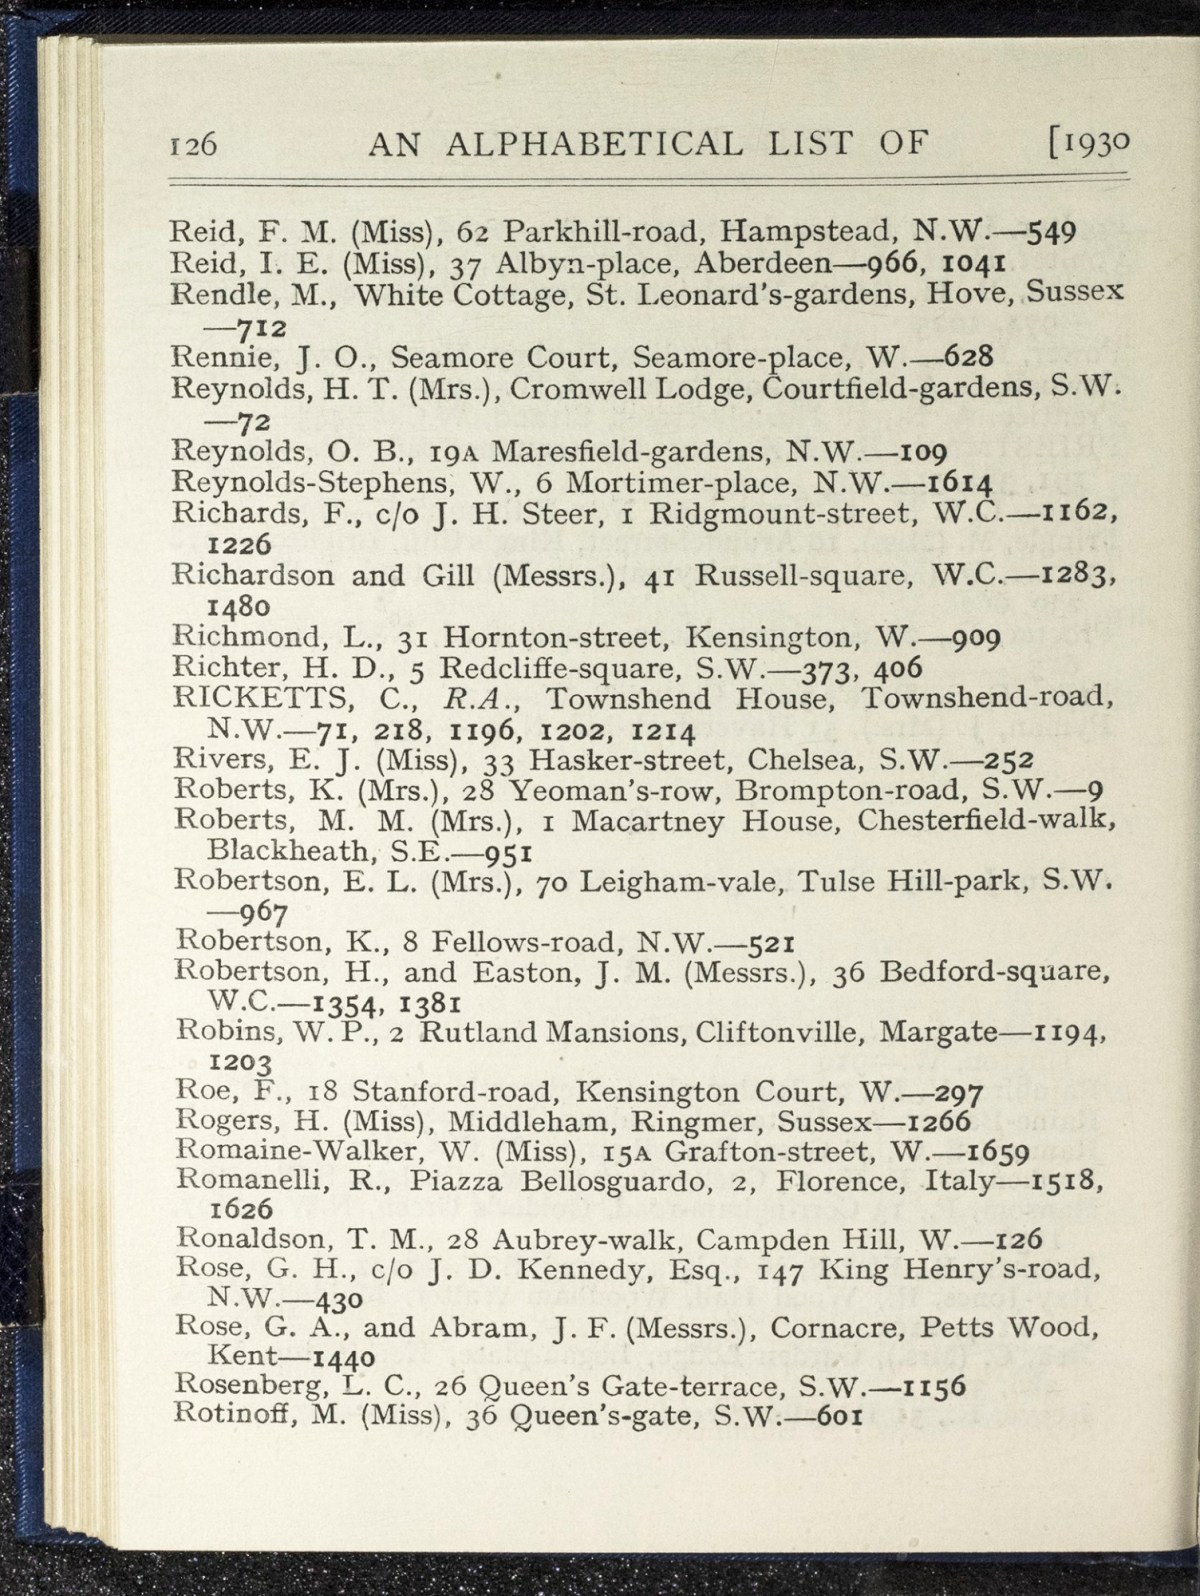 126 AN ALPHABETICAL LIST OF [1930
Reid, F. M. (Miss), 62 Parkhill-road, Hampstead, N.W.—549
Reid, I. E. (Miss), 37 Albyn-place, Aberdeen—966, 1041
Rendle, M., White Cottage, St. Leonard's-gardens, Hove, Sussex
—712
Rennie, J. O., Seamore Court, Seamore-place, W.—628
Reynolds, H. T. (Mrs.), Cromwell Lodge, Courtfield-gardens, S.W.
—72
Reynolds, O. B., 19A Maresfield-gardens, N.W.—109
Reynolds-Stephens, W., 6 Mortimer-place, N.W.—1614
Richards, F., c/o J. H. Steer, 1 Ridgmount-street, W.C.—1162,
1226
Richardson and Gill (Messrs.), 41 Russell-square, W.C.—1283,
1480
Richmond, L., 31 Hornton-street, Kensington, W.—909
Richter, H. D., 5 Redcliffe-square, S.W.—373, 406
RICKETTS, C., R.A., Townshend House, Townshend-road,
N.W.—71, 218, 1196, 1202, 1214
Rivers, E. J. (Miss), 33 Hasker-street, Chelsea, S.W.—252
Roberts, K. (Mrs.), 28 Yeoman's-row, Brompton-road, S.W.—9
Roberts, M. M. (Mrs.), 1 Macartney House, Chesterfield-walk,
Blackheath, S.E.—951
Robertson, E. L. (Mrs.), 70 Leigham-vale, Tulse Hill-park, S.W.
—967
Robertson, K., 8 Fellows-road, N.W.—521
Robertson, H., and Easton, J. M. (Messrs.), 36 Bedford-square,
W.C.—1354, 1381
Robins, W. P., 2 Rutland Mansions, Cliftonville, Margate—1194,
1203
Roe, F., 18 Stanford-road, Kensington Court, W.—297
Rogers, H. (Miss), Middleham, Ringmer, Sussex—1266
Romaine-Walker, W. (Miss), 15A Grafton-street, W.—1659
Romanelli, R., Piazza Bellosguardo, 2, Florence, Italy—1518,
1626
Ronaldson, T. M., 28 Aubrey-walk, Campden Hill, W.—126
Rose, G. H., c/o J. D. Kennedy, Esq., 147 King Henry's-road,
N.W.—430
Rose, G. A., and Abram, J. F. (Messrs.), Cornacre, Petts Wood,
Kent—1440
Rosenberg, L. C., 26 Queen's Gate-terrace, S.W.—1156
Rotinoff, M. (Miss), 36 Queen's-gate, S.W.—601